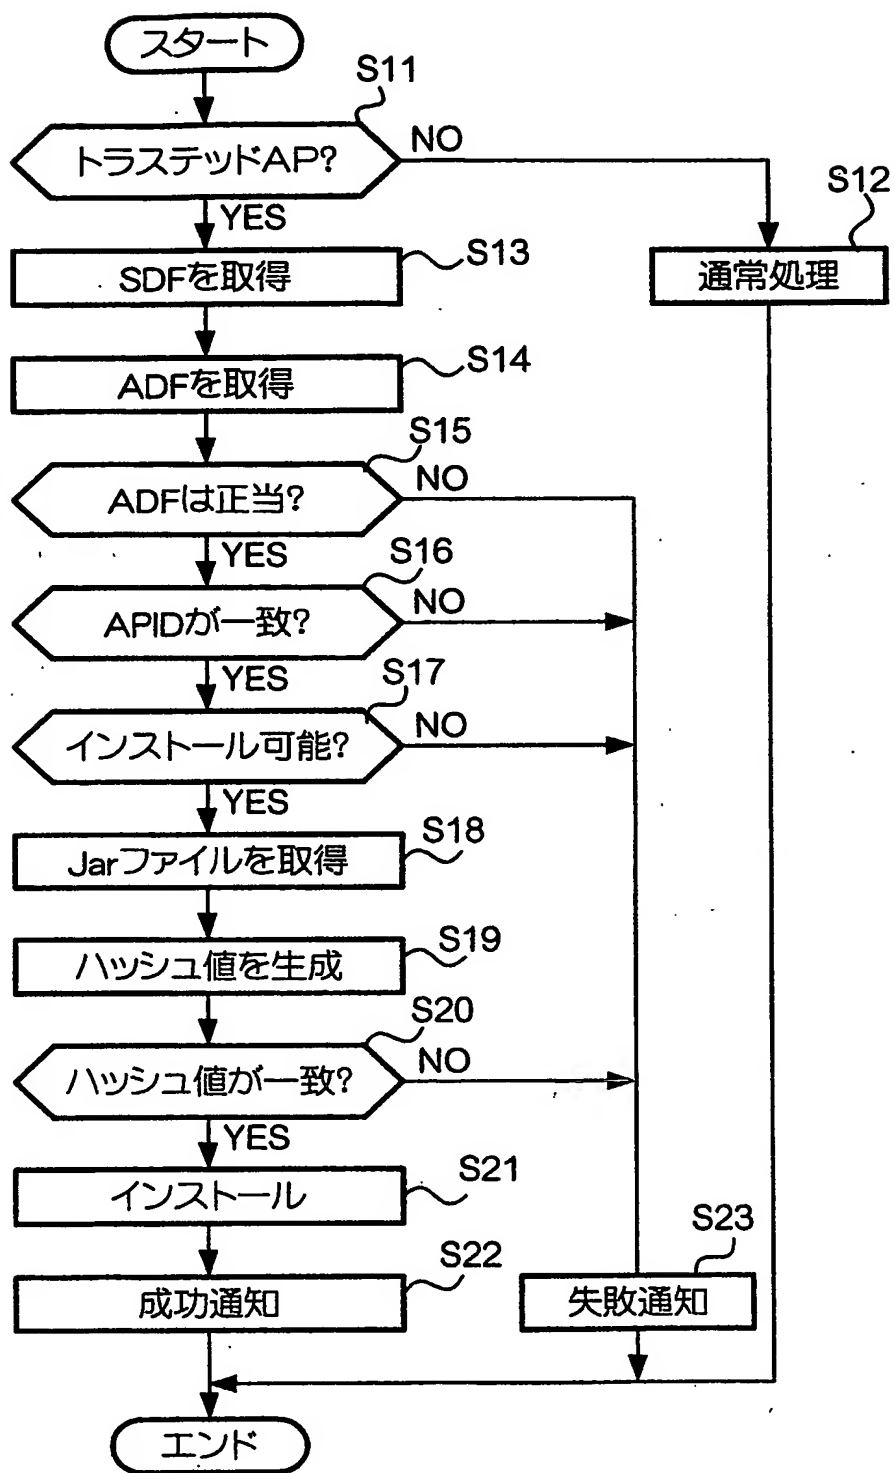 スタート
S11
トラステッドAP?
NO
YES
S12
通常処理
S13
SDFを取得
S14
ADFを取得
S15
ADFは正当?
NO
YES
S16
APIDが一致?
NO
YES
S17
インストール可能?
NO
YES
S18
Jarファイルを取得
S19
ハッシュ値を生成
S20
ハッシュ値が一致?
NO
YES
S21
インストール
S22
成功通知
S23
失敗通知
エンド